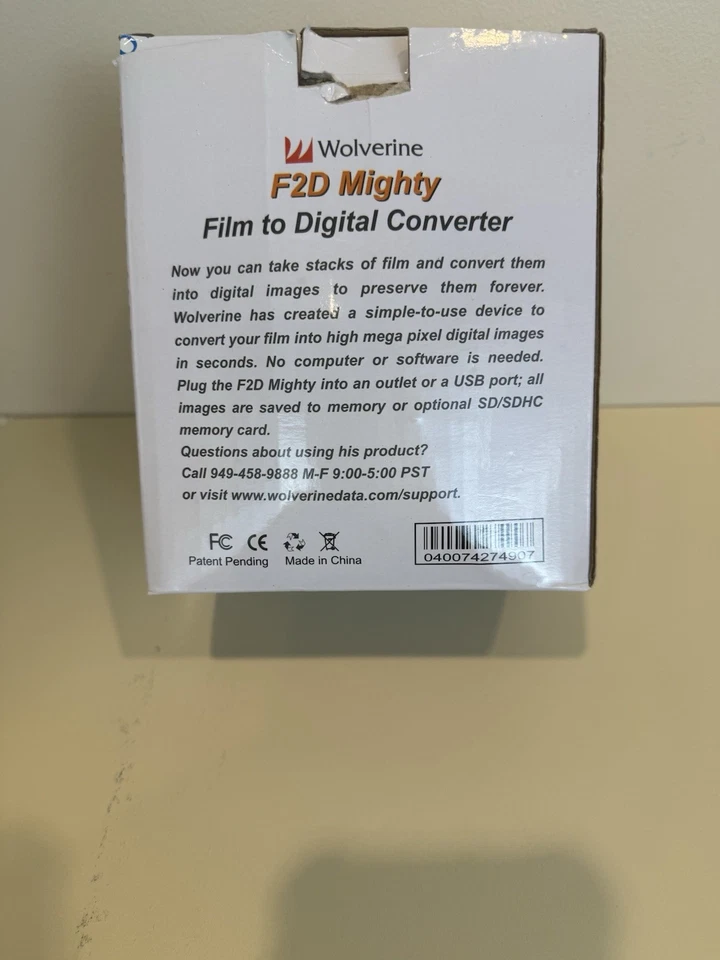 Wolverine
F2D Mighty
Film to Digital Converter
Now you can take stacks of film and convert them
into digital images to preserve them forever.
Wolverine has created a simple-to-use device to
convert your film into high mega pixel digital images
in seconds. No computer or software is needed.
Plug the F2D Mighty into an outlet or a USB port; all
images are saved to memory or optional SD/SDHC
memory card.
Questions about using his product?
Call 949-458-9888 M-F 9:00-5:00 PST
or visit www.wolverinedata.com/support.
FC CE
Patent Pending Made in China
040074274907